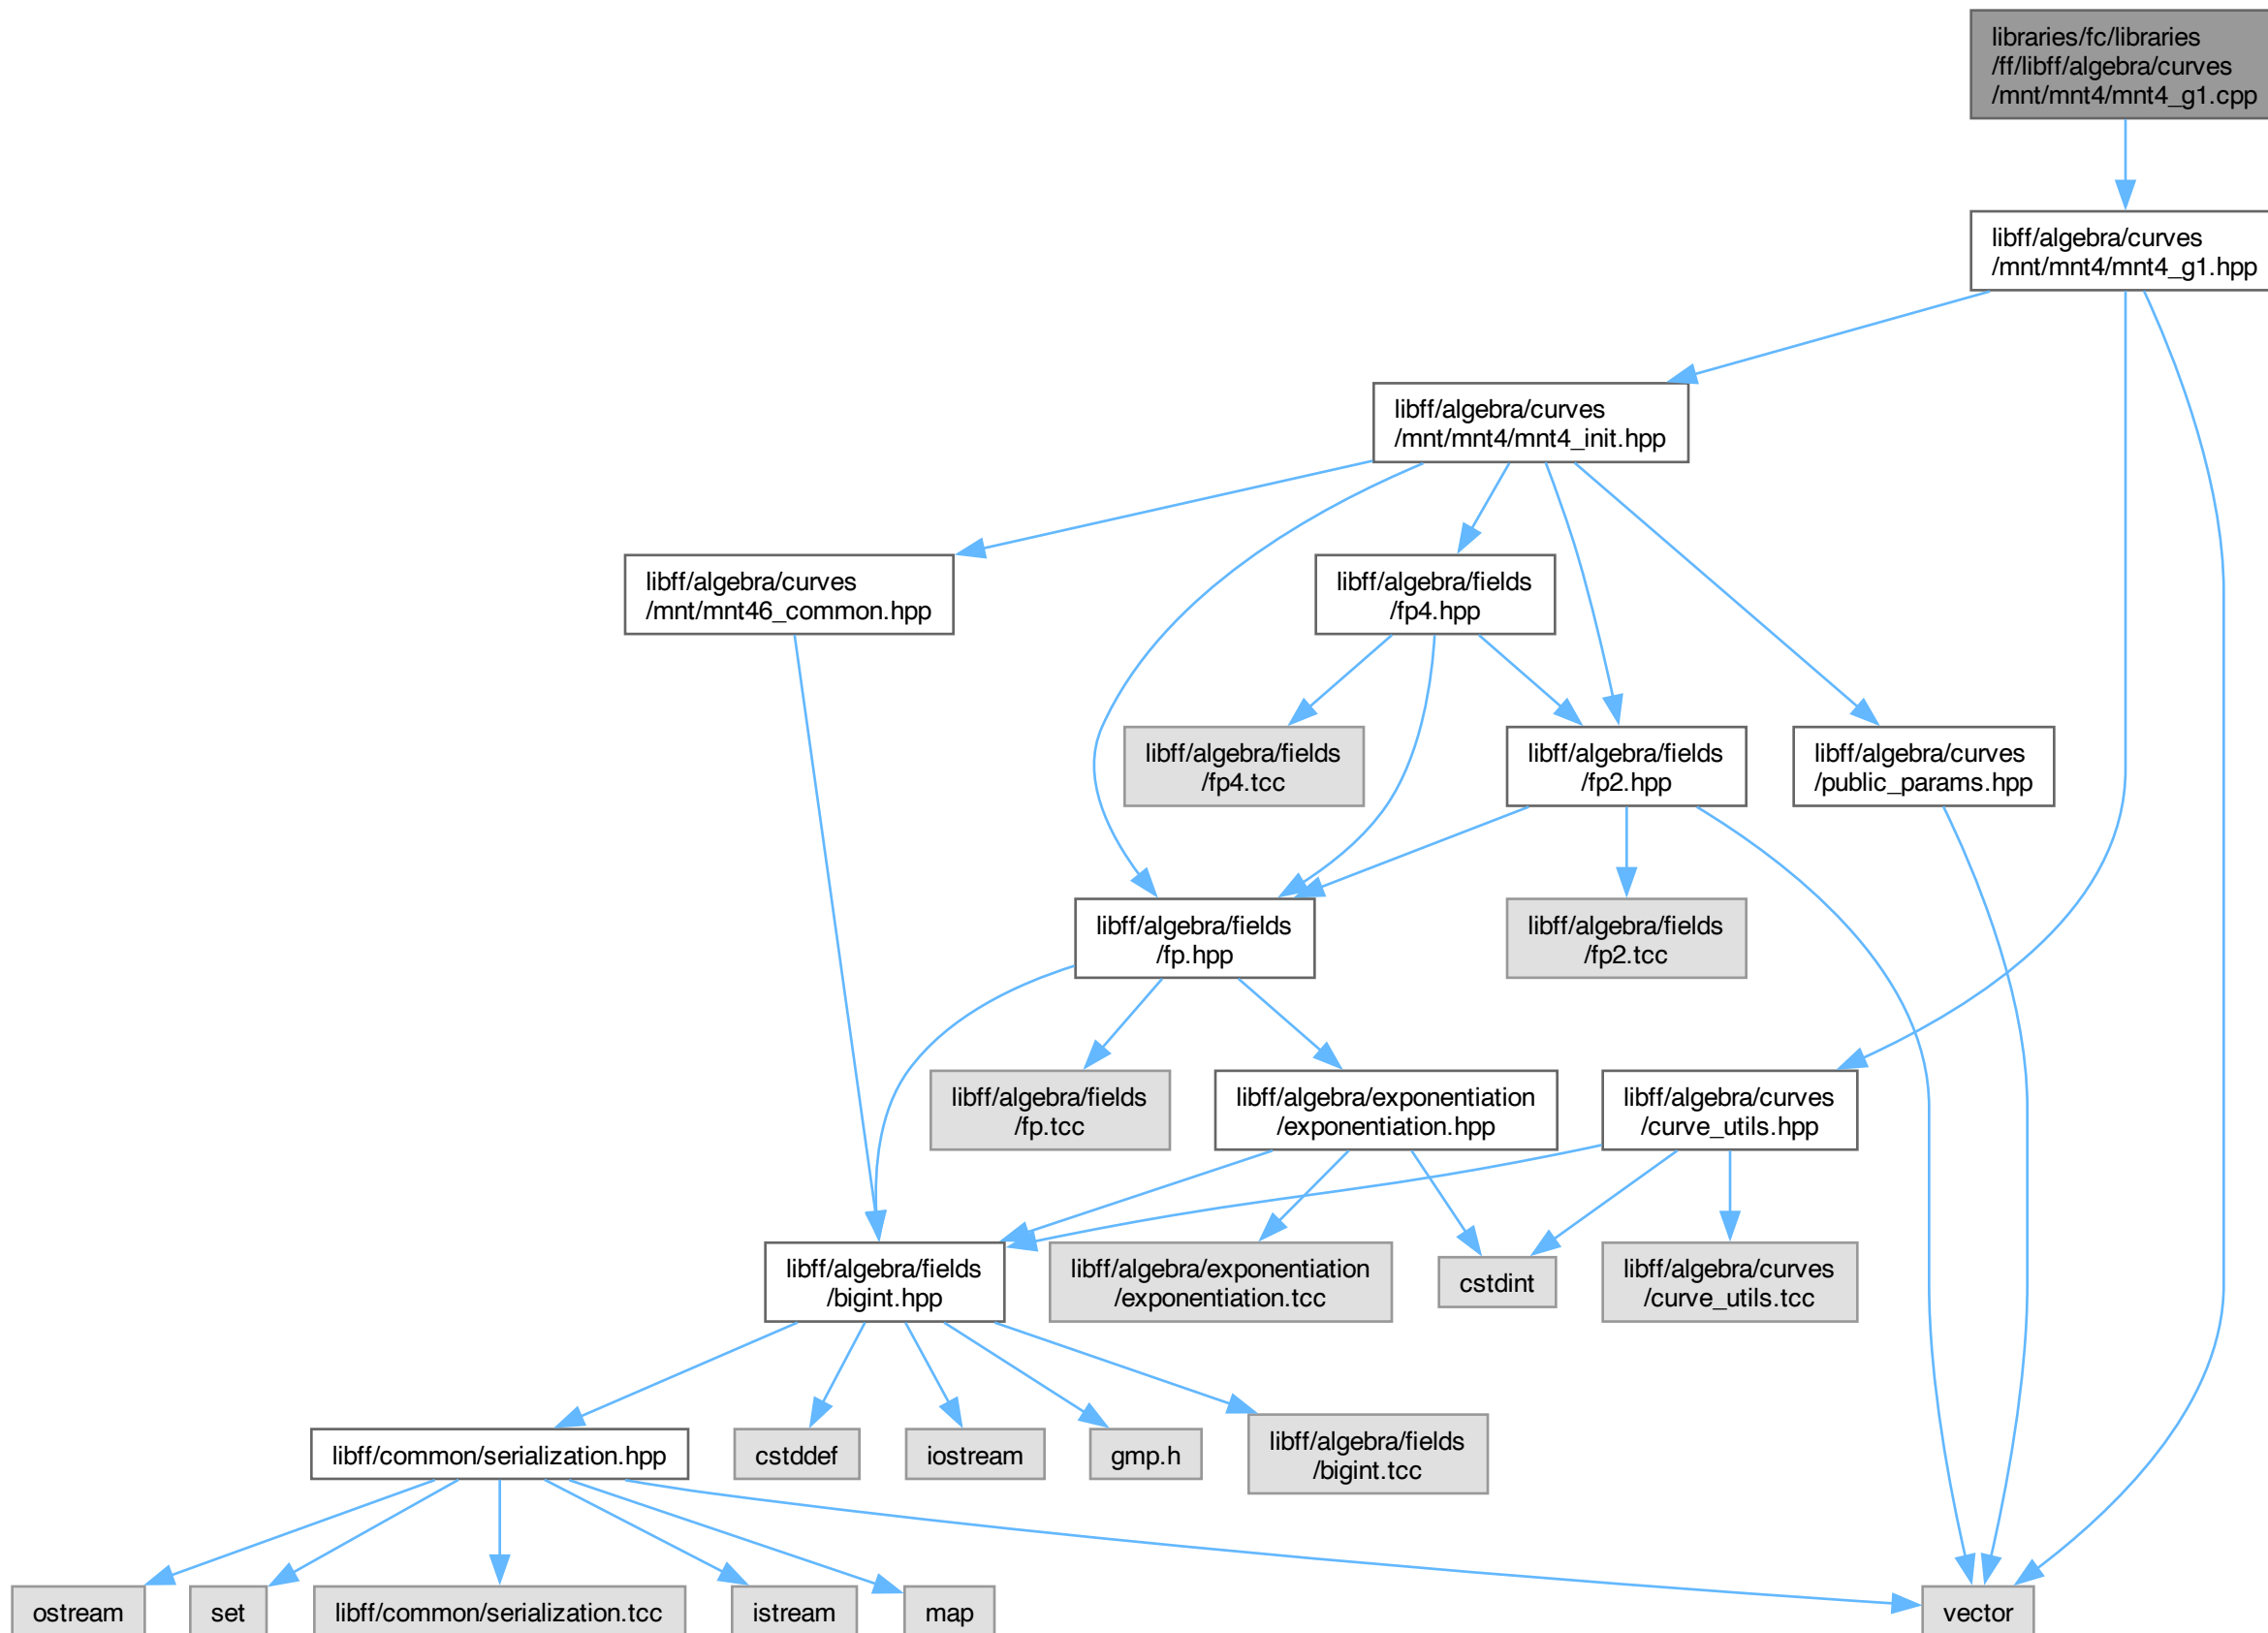 libraries/fc/libraries
/ff/libff/algebra/curves
/mnt/mnt4/mnt4_g1.cpp
libff/algebra/curves
/mnt/mnt4/mnt4_g1.hpp
libff/algebra/curves
/mnt/mnt4/mnt4_init.hpp
libff/algebra/curves
/mnt/mnt46_common.hpp
libff/algebra/fields
/fp4.hpp
libff/algebra/fields
/fp4.tcc
libff/algebra/fields
/fp2.hpp
libff/algebra/curves
/public_params.hpp
libff/algebra/fields
/fp.hpp
libff/algebra/fields
/fp2.tcc
libff/algebra/fields
/fp.tcc
libff/algebra/exponentiation
/exponentiation.hpp
libff/algebra/curves
/curve_utils.hpp
libff/algebra/fields
/bigint.hpp
libff/algebra/exponentiation
/exponentiation.tcc
cstdint
libff/algebra/curves
/curve_utils.tcc
libff/common/serialization.hpp
cstddef
iostream
gmp.h
libff/algebra/fields
/bigint.tcc
ostream
set
libff/common/serialization.tcc
istream
map
vector